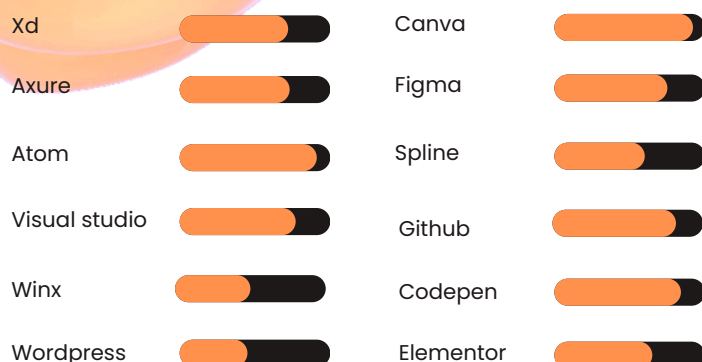 Xd
Canva
Axure
Figma
Atom
Spline
Visual studio
Github
Winx
Codepen
Wordpress
Elementor